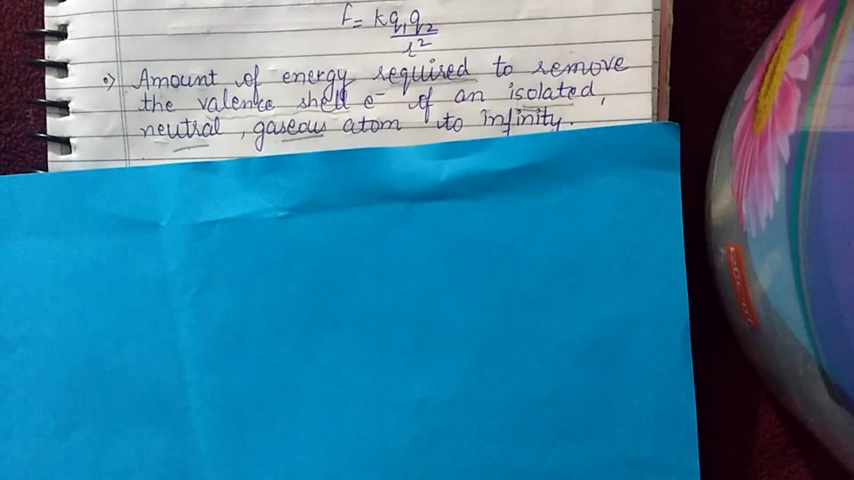 F = kq₁q₂
r²
•) Amount of energy required to remove
the valence shell e⁻ of an isolated,
neutral, gaseous atom to infinity.